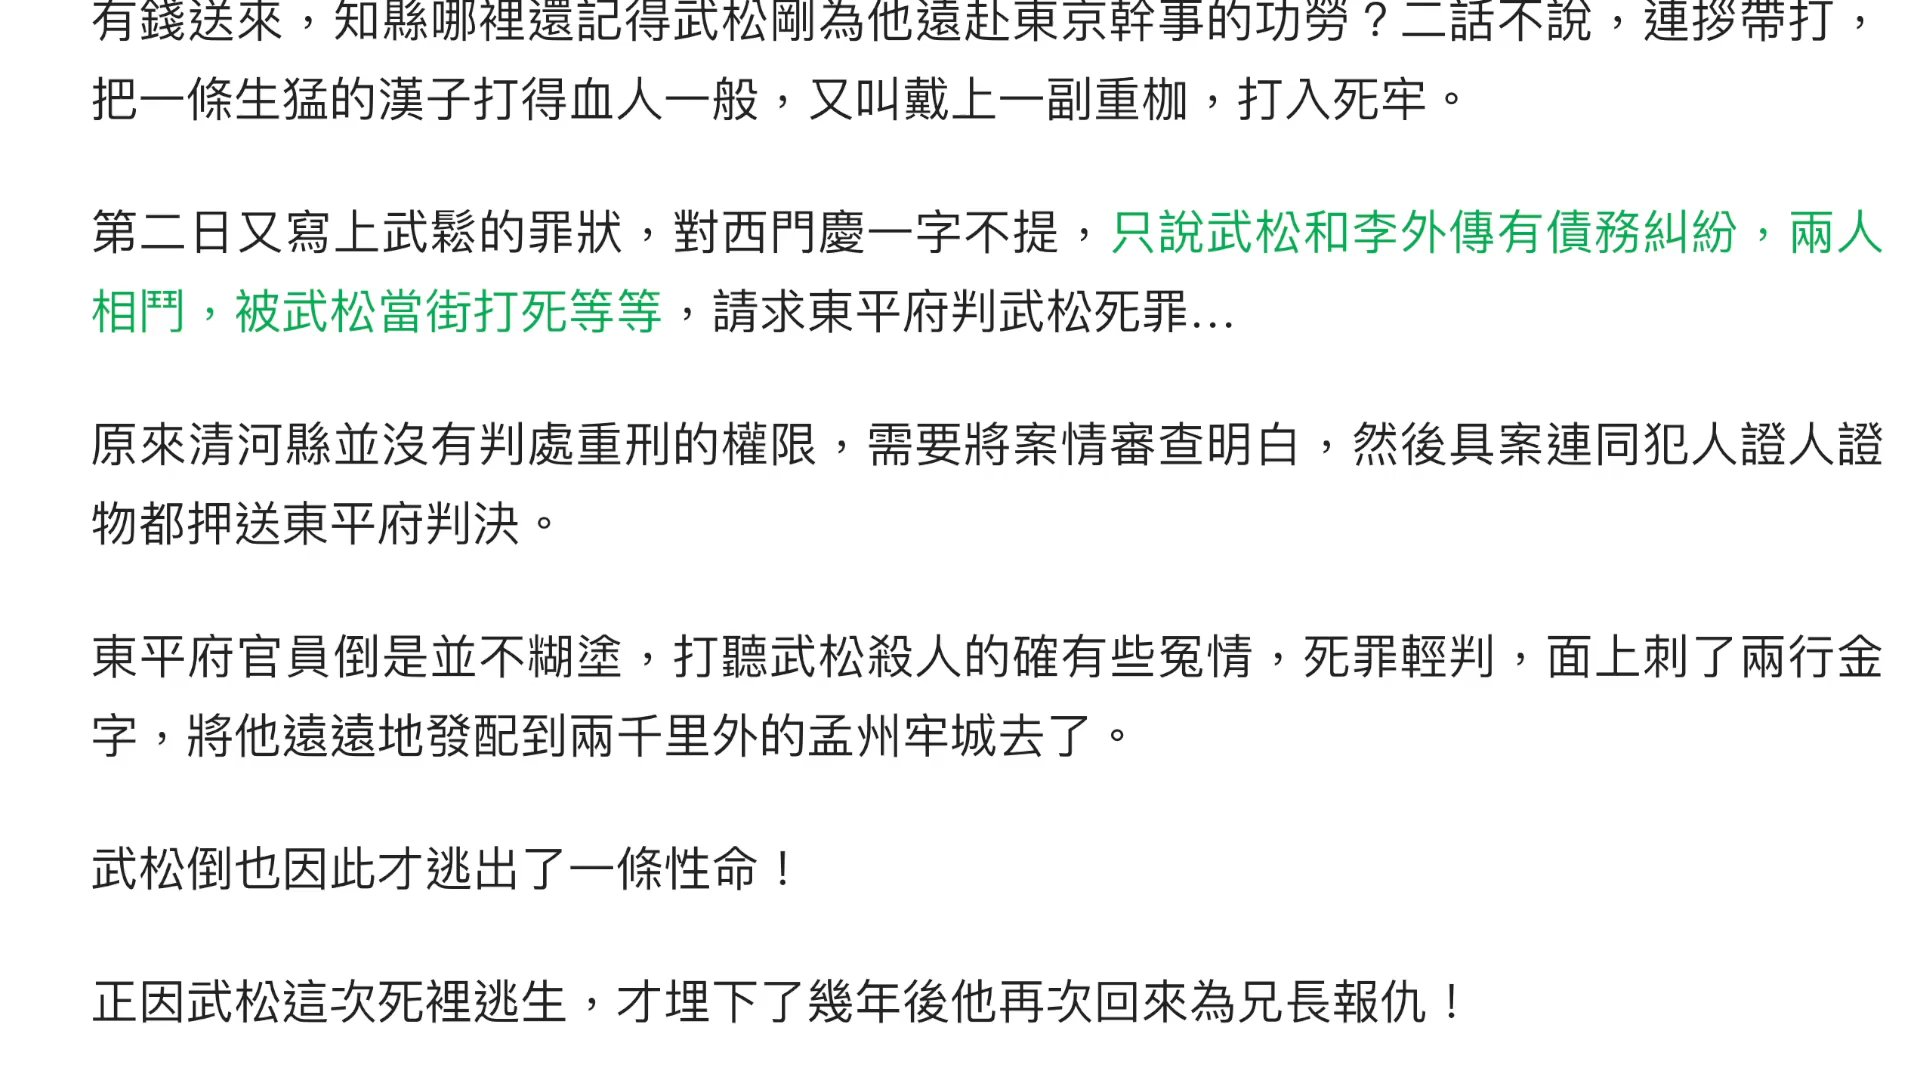 有錢送來，知縣哪裡還記得武松剛為他遠赴東京幹事的功勞？二話不說，連拶帶打，
把一條生猛的漢子打得血人一般，又叫戴上一副重枷，打入死牢。
第二日又寫上武鬆的罪狀，對西門慶一字不提，只說武松和李外傳有債務糾紛，兩人
相鬥，被武松當街打死等等，請求東平府判武松死罪…
原來清河縣並沒有判處重刑的權限，需要將案情審查明白，然後具案連同犯人證人證
物都押送東平府判決。
東平府官員倒是並不糊塗，打聽武松殺人的確有些冤情，死罪輕判，面上刺了兩行金
字，將他遠遠地發配到兩千里外的孟州牢城去了。
武松倒也因此才逃出了一條性命！
正因武松這次死裡逃生，才埋下了幾年後他再次回來為兄長報仇！